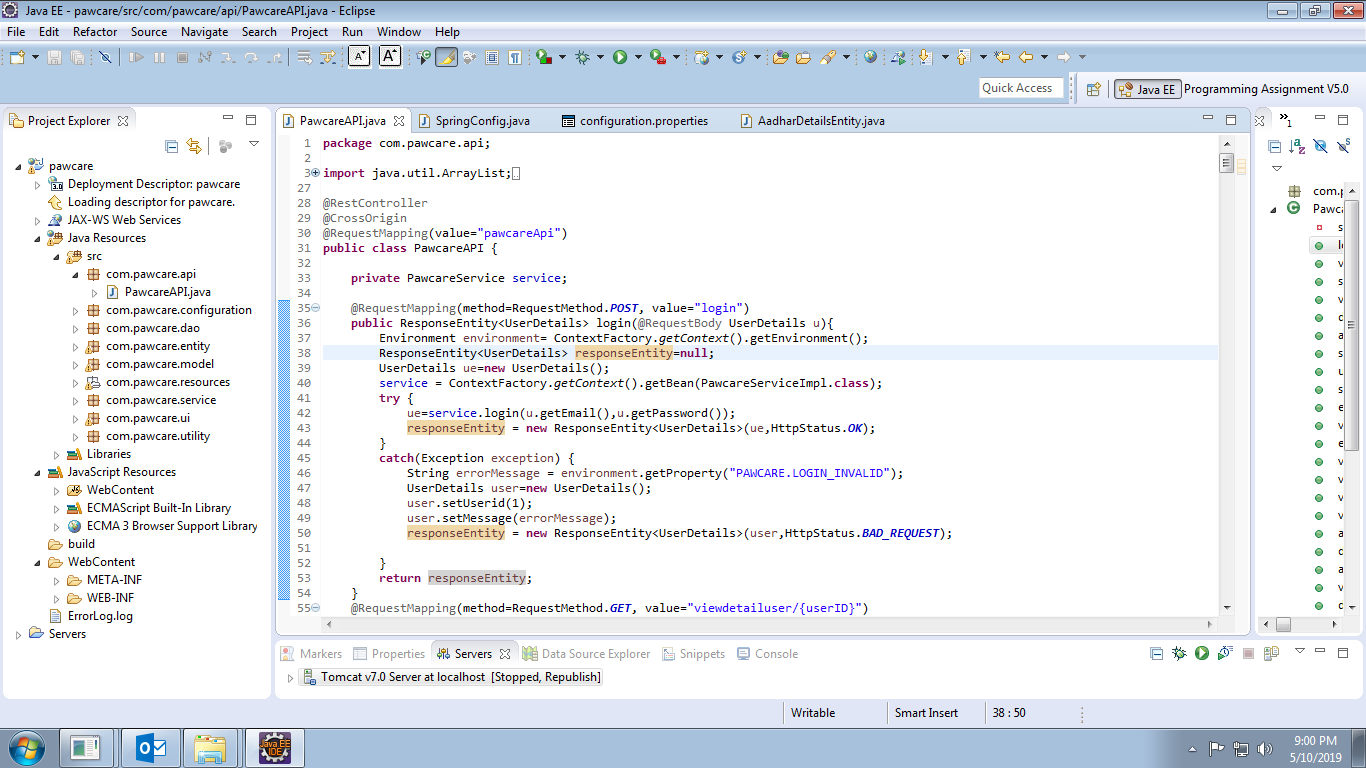 Java EE - pawcare/src/com/pawcare/api/PawcareAPI.java - Eclipse
File Edit Refactor Source Navigate Search Project Run Window Help
Quick Access
Java EE
Programming Assignment V5.0
Project Explorer
pawcare
Deployment Descriptor: pawcare
Loading descriptor for pawcare.
JAX-WS Web Services
Java Resources
src
com.pawcare.api
PawcareAPI.java
com.pawcare.configuration
com.pawcare.dao
com.pawcare.entity
com.pawcare.model
com.pawcare.resources
com.pawcare.service
com.pawcare.ui
com.pawcare.utility
Libraries
JavaScript Resources
WebContent
ECMAScript Built-In Library
ECMA 3 Browser Support Library
build
WebContent
META-INF
WEB-INF
ErrorLog.log
Servers
PawcareAPI.java SpringConfig.java configuration.properties AadharDetailsEntity.java
1 package com.pawcare.api;
2
3 import java.util.ArrayList;
27
28 @RestController
29 @CrossOrigin
30 @RequestMapping(value="pawcareApi")
31 public class PawcareAPI {
32
33 private PawcareService service;
34
35 @RequestMapping(method=RequestMethod.POST, value="login")
36 public ResponseEntity<UserDetails> login(@RequestBody UserDetails u){
37 Environment environment= ContextFactory.getContext().getEnvironment();
38 ResponseEntity<UserDetails> responseEntity=null;
39 UserDetails ue=new UserDetails();
40 service = ContextFactory.getContext().getBean(PawcareServiceImpl.class);
41 try {
42 ue=service.login(u.getEmail(),u.getPassword());
43 responseEntity = new ResponseEntity<UserDetails>(ue,HttpStatus.OK);
44 }
45 catch(Exception exception) {
46 String errorMessage = environment.getProperty("PAWCARE.LOGIN_INVALID");
47 UserDetails user=new UserDetails();
48 user.setUserid(1);
49 user.setMessage(errorMessage);
50 responseEntity = new ResponseEntity<UserDetails>(user,HttpStatus.BAD_REQUEST);
51
52 }
53 return responseEntity;
54 }
55 @RequestMapping(method=RequestMethod.GET, value="viewdetailuser/{userID}")
Markers Properties Servers Data Source Explorer Snippets Console
Tomcat v7.0 Server at localhost [Stopped, Republish]
Writable Smart Insert 38 : 50
Java EE
IDE
9:00 PM
5/10/2019